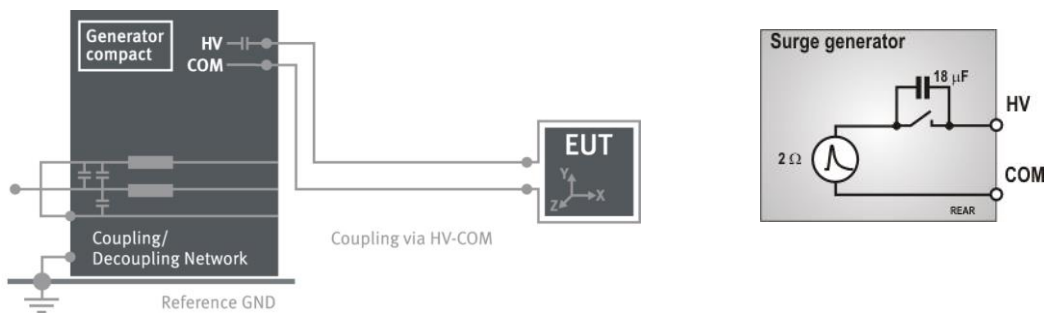 Generator
compact
HV
COM
EUT
Y
X
Z
Coupling/
Decoupling Network
Coupling via HV-COM
Reference GND
Surge generator
18 µF
HV
2 Ω
COM
REAR